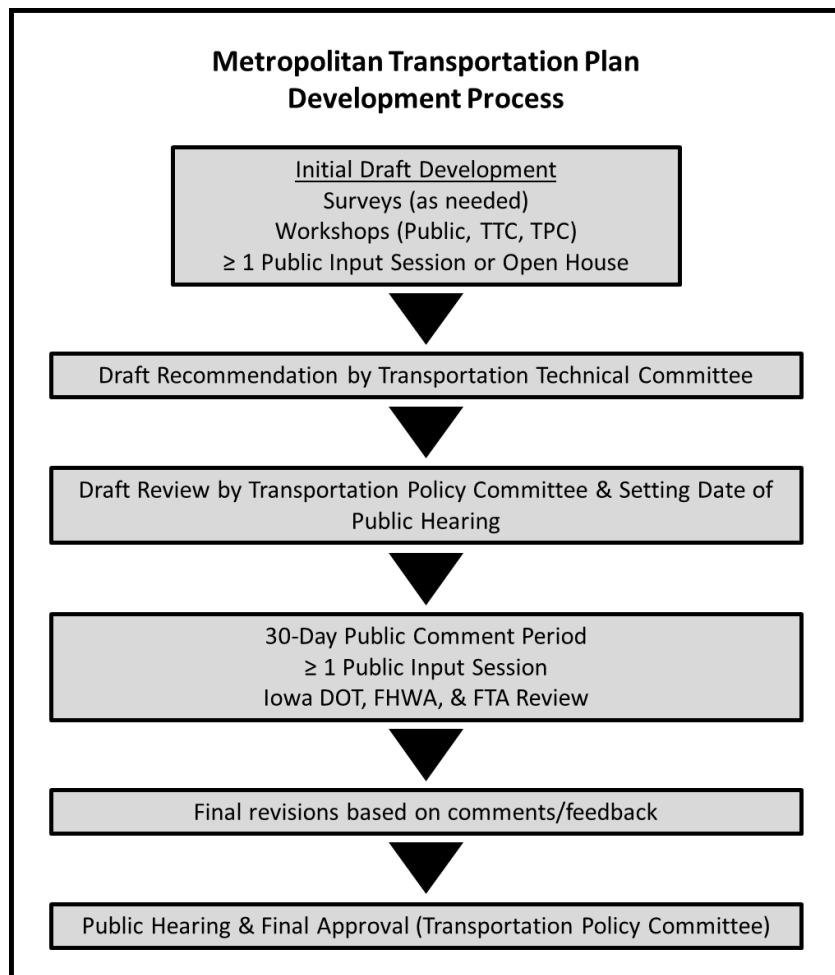 Metropolitan Transportation Plan
Development Process
Initial Draft Development
Surveys (as needed)
Workshops (Public, TTC, TPC)
≥ 1 Public Input Session or Open House
Draft Recommendation by Transportation Technical Committee
Draft Review by Transportation Policy Committee & Setting Date of
Public Hearing
30-Day Public Comment Period
≥ 1 Public Input Session
Iowa DOT, FHWA, & FTA Review
Final revisions based on comments/feedback
Public Hearing & Final Approval (Transportation Policy Committee)